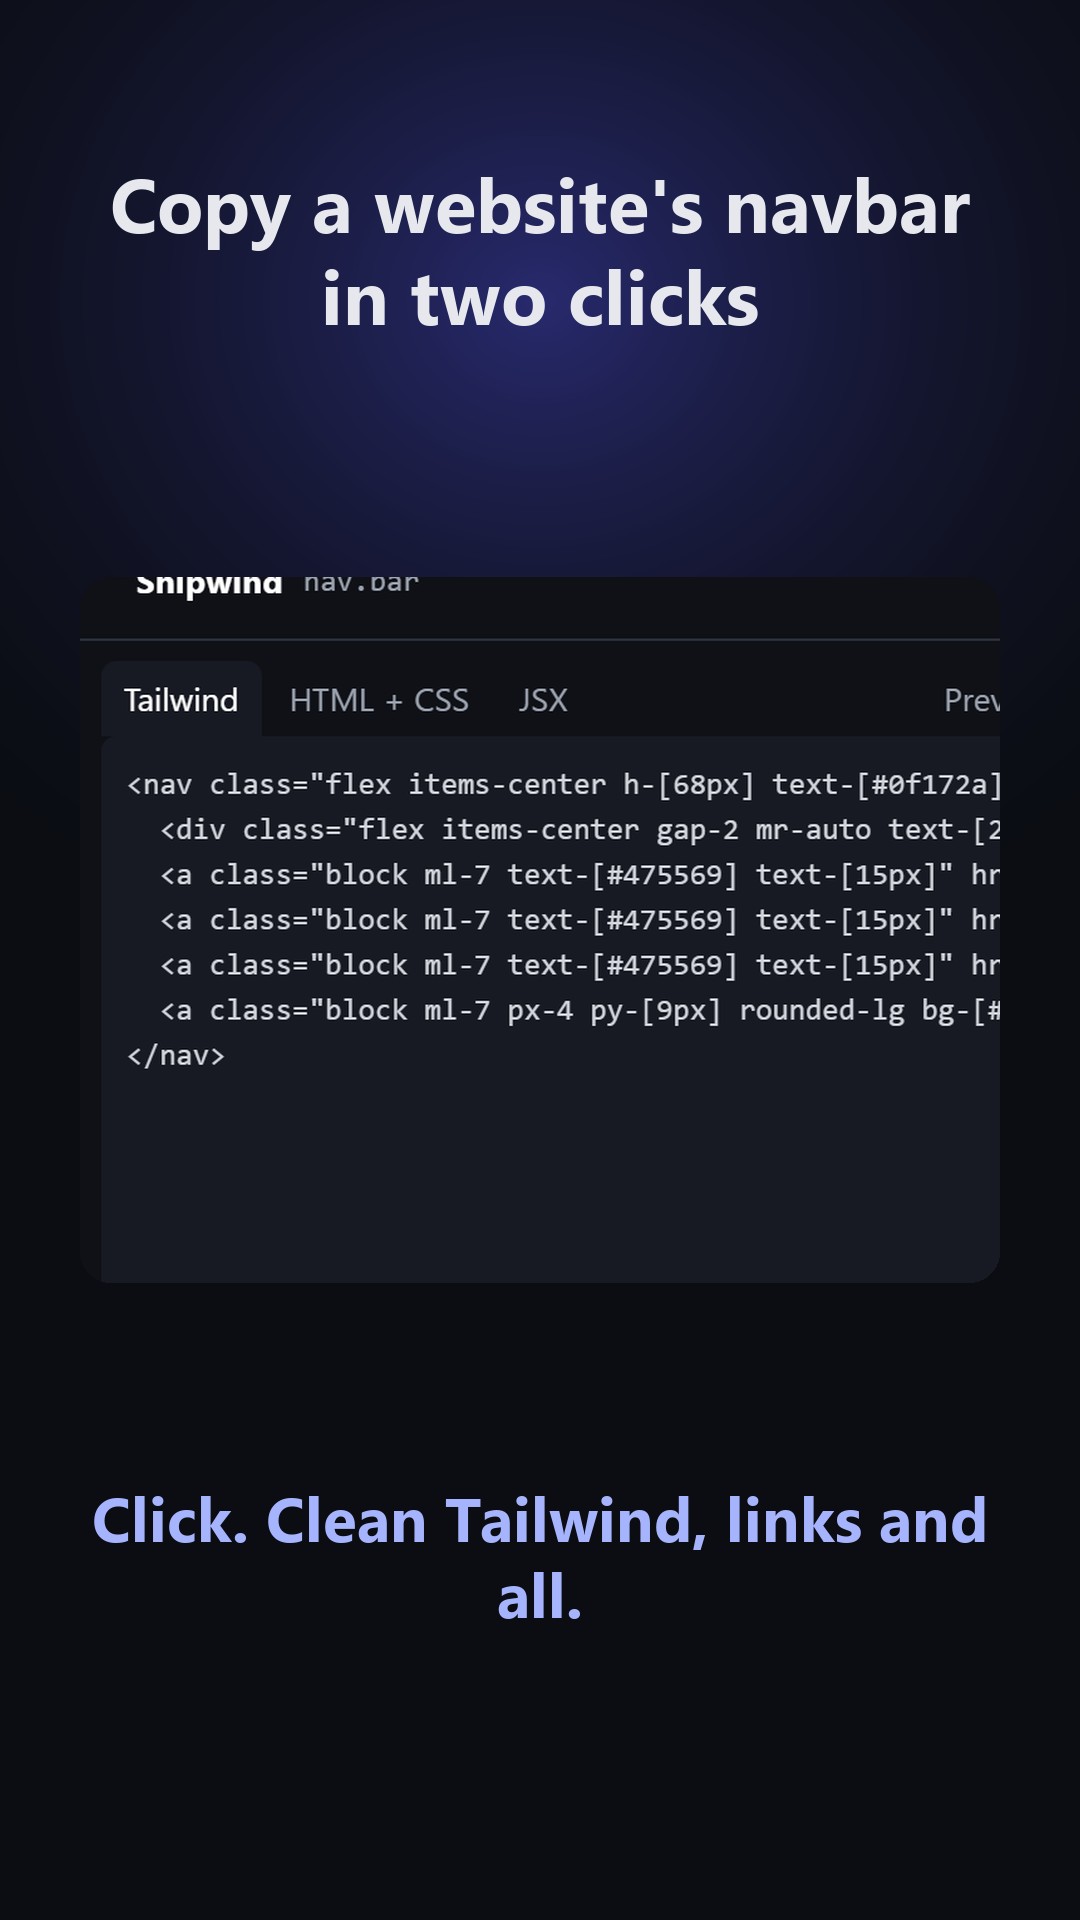 Copy a website's navbar
in two clicks
Shipwind nav.bar
Tailwind HTML + CSS JSX Prev
<nav class="flex items-center h-[68px] text-[#0f172a]
<div class="flex items-center gap-2 mr-auto text-[2
<a class="block ml-7 text-[#475569] text-[15px]" hr
<a class="block ml-7 text-[#475569] text-[15px]" hr
<a class="block ml-7 text-[#475569] text-[15px]" hr
<a class="block ml-7 px-4 py-[9px] rounded-lg bg-[#
</nav>
Click. Clean Tailwind, links and
all.